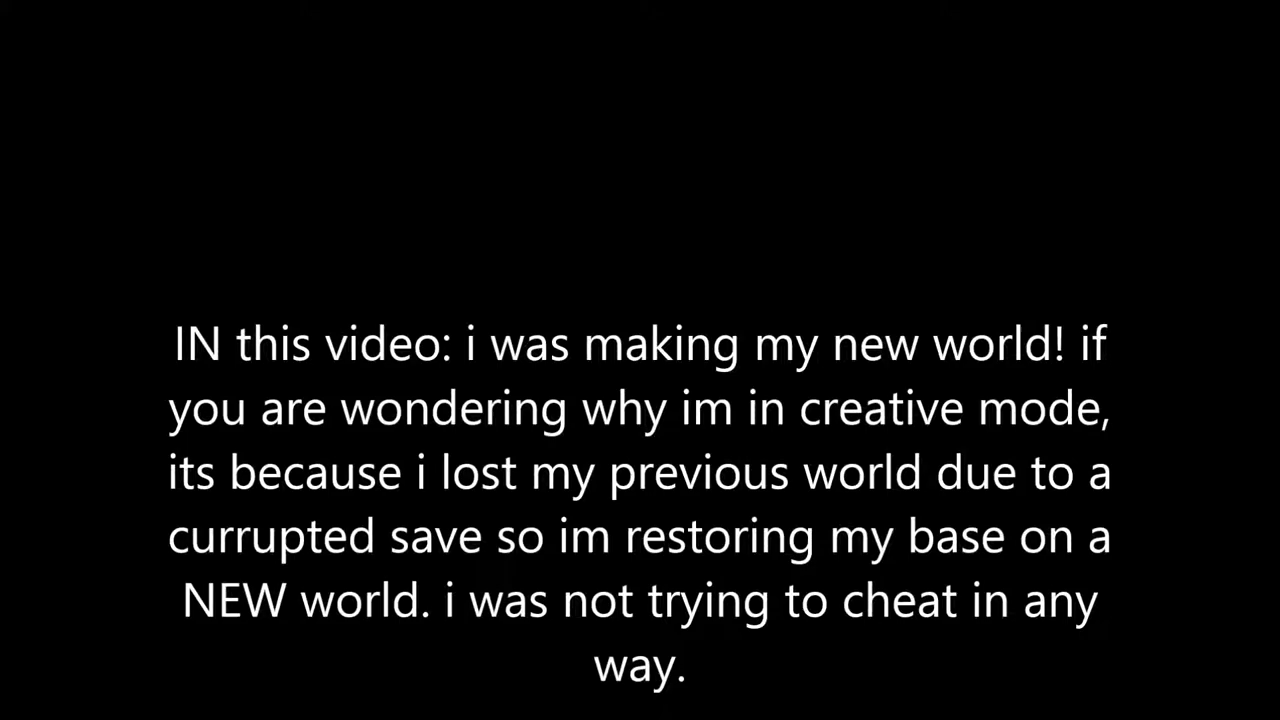 IN this video: i was making my new world! if
you are wondering why im in creative mode,
its because i lost my previous world due to a
currupted save so im restoring my base on a
NEW world. i was not trying to cheat in any
way.